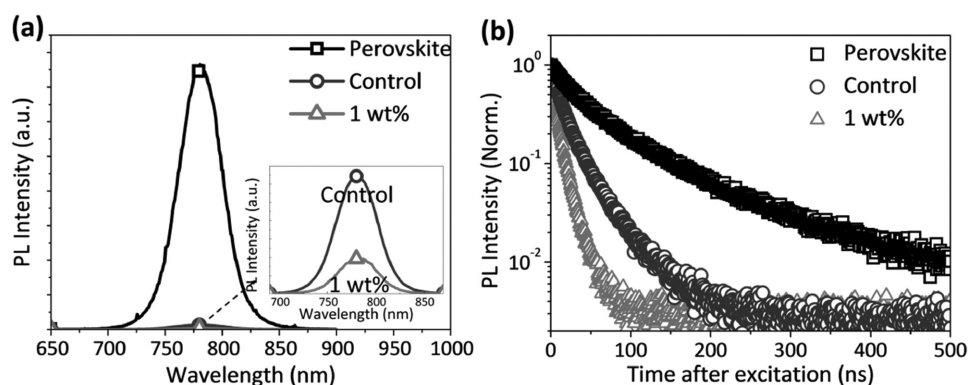 (a)
Perovskite
Control
1 wt%
PL Intensity (a.u.)
650 700 750 800 850 900 950 1000
Wavelength (nm)
Control
1 wt%
PL Intensity (a.u.)
700 750 800 850
Wavelength (nm)
(b)
Perovskite
Control
1 wt%
PL Intensity (Norm.)
10^0
10^-1
10^-2
0 100 200 300 400 500
Time after excitation (ns)